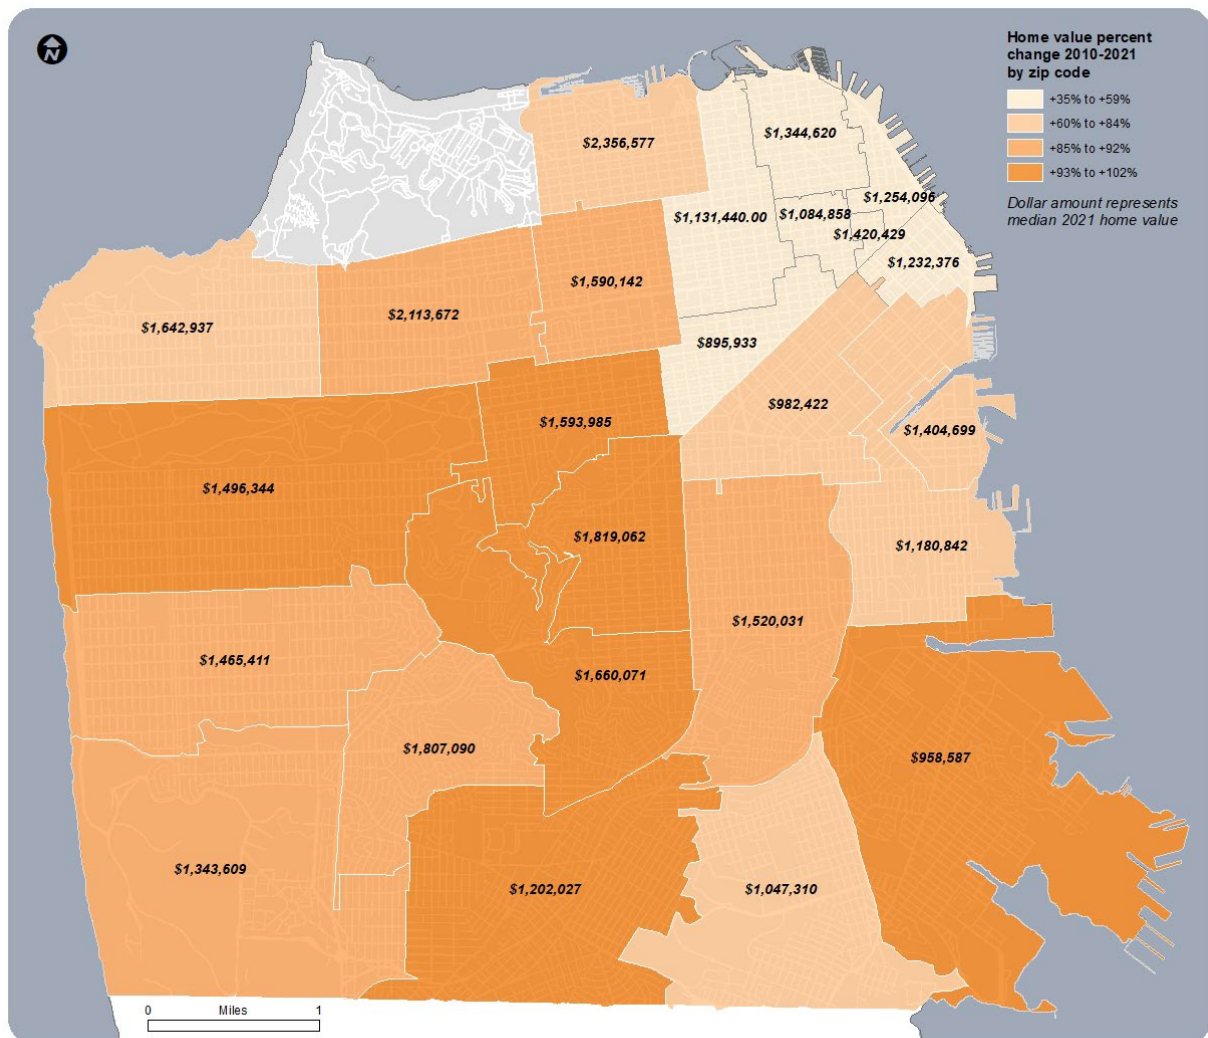 N
Home value percent
change 2010-2021
by zip code
+35% to +59%
+60% to +84%
+85% to +92%
+93% to +102%
Dollar amount represents
median 2021 home value
$2,356,577
$1,344,620
$1,254,096
$1,131,440.00
$1,084,858
$1,420,429
$1,232,376
$1,590,142
$2,113,672
$1,642,937
$895,933
$982,422
$1,593,985
$1,404,699
$1,496,344
$1,819,062
$1,180,842
$1,520,031
$1,465,411
$1,660,071
$1,807,090
$958,587
$1,343,609
$1,202,027
$1,047,310
0 Miles 1